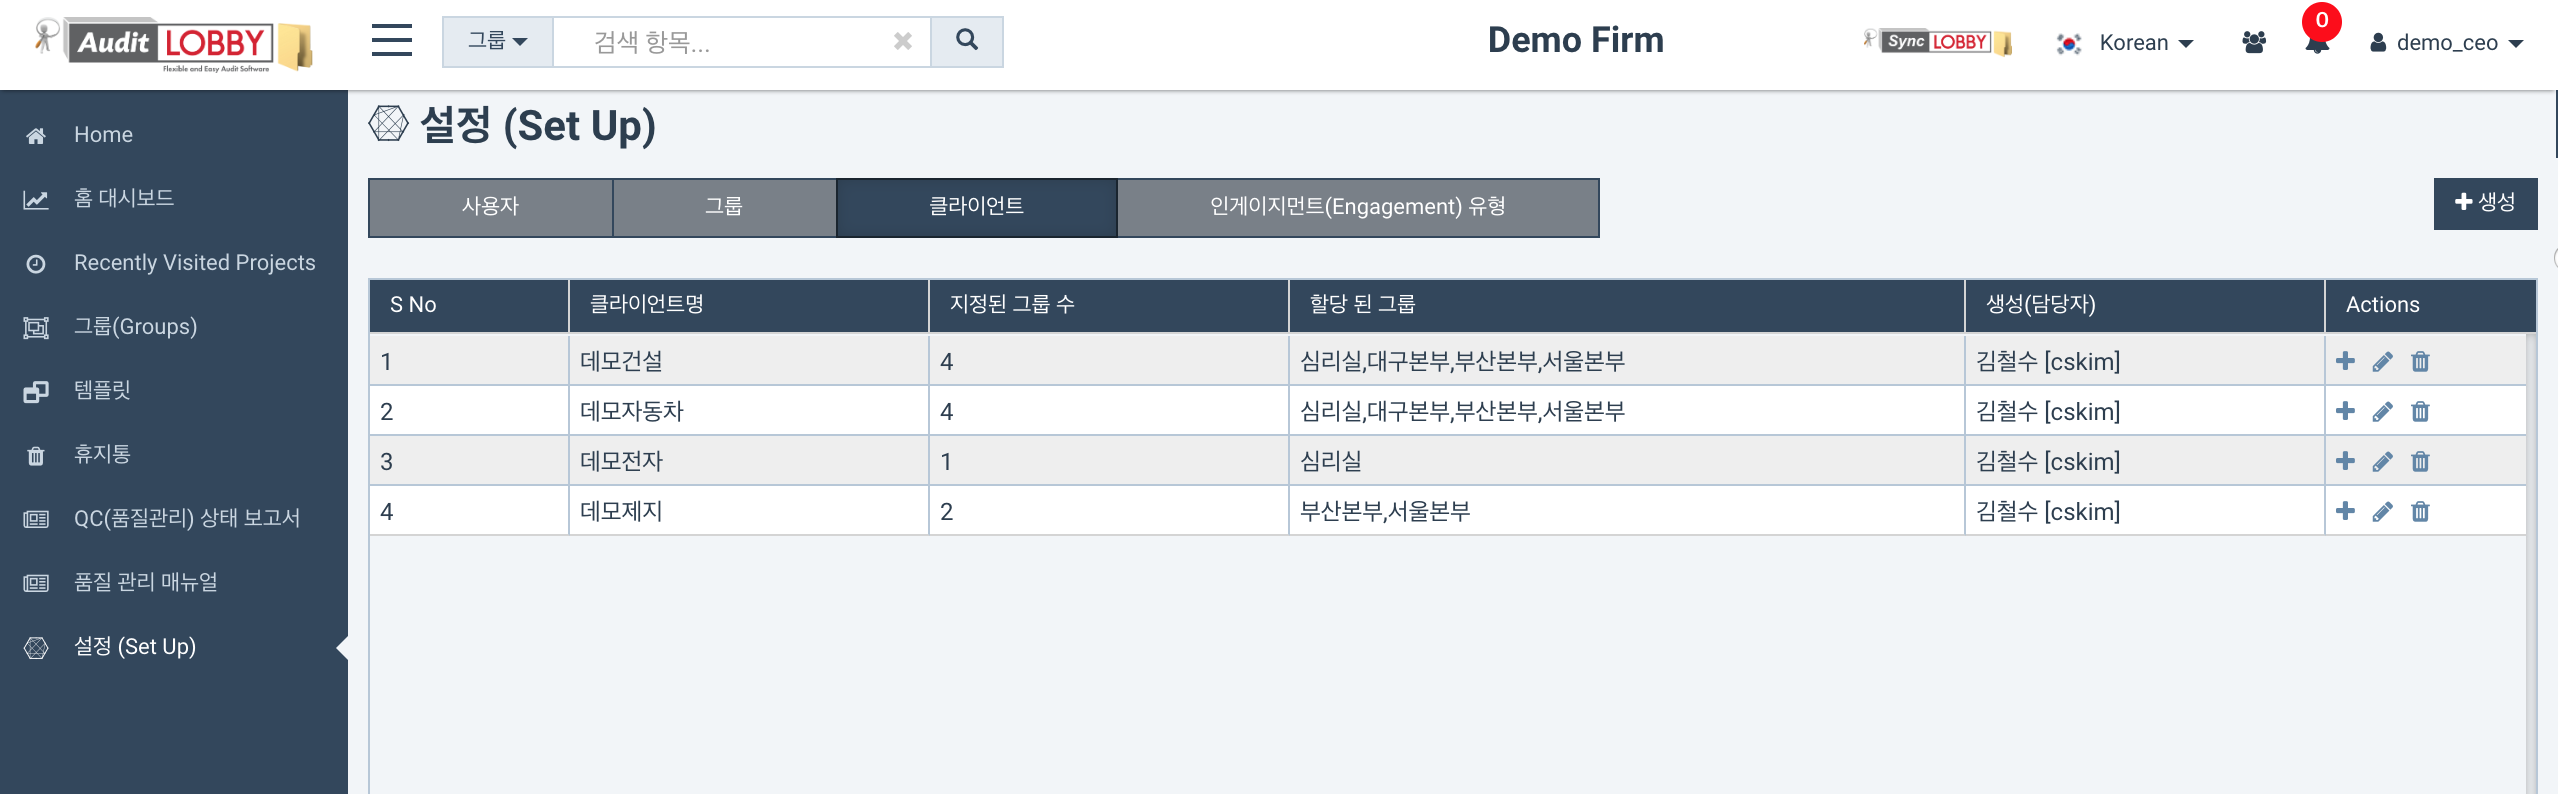 Audit LOBBY
Flexible and Easy Audit Software
그룹
검색 항목...
Demo Firm
Sync LOBBY
Korean
0
demo_ceo
Home
홈 대시보드
Recently Visited Projects
그룹(Groups)
템플릿
휴지통
QC(품질관리) 상태 보고서
품질 관리 매뉴얼
설정 (Set Up)
설정 (Set Up)
사용자 그룹 클라이언트 인게이지먼트(Engagement) 유형
생성
S No 클라이언트명 지정된 그룹 수 할당 된 그룹 생성(담당자) Actions
1 데모건설 4 심리실,대구본부,부산본부,서울본부 김철수 [cskim]
2 데모자동차 4 심리실,대구본부,부산본부,서울본부 김철수 [cskim]
3 데모전자 1 심리실 김철수 [cskim]
4 데모제지 2 부산본부,서울본부 김철수 [cskim]